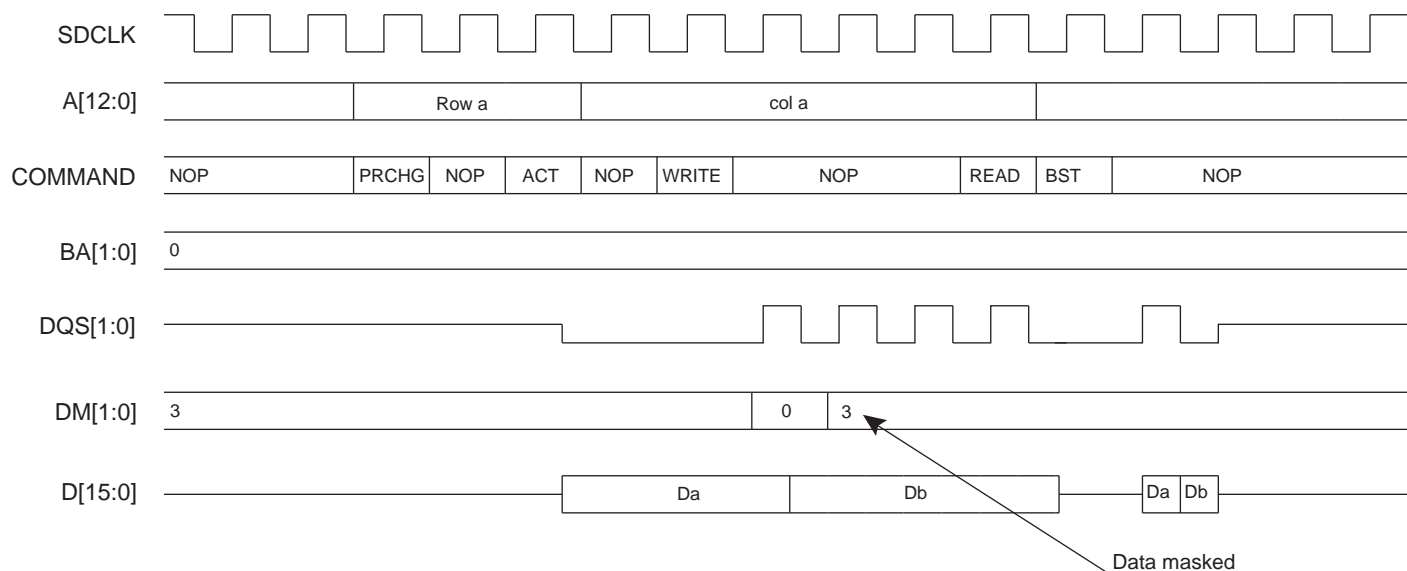 SDCLK
A[12:0] Row a col a
COMMAND NOP PRCHG NOP ACT NOP WRITE NOP READ BST NOP
BA[1:0] 0
DQS[1:0]
DM[1:0] 3 0 3
D[15:0] Da Db Da Db
Data masked